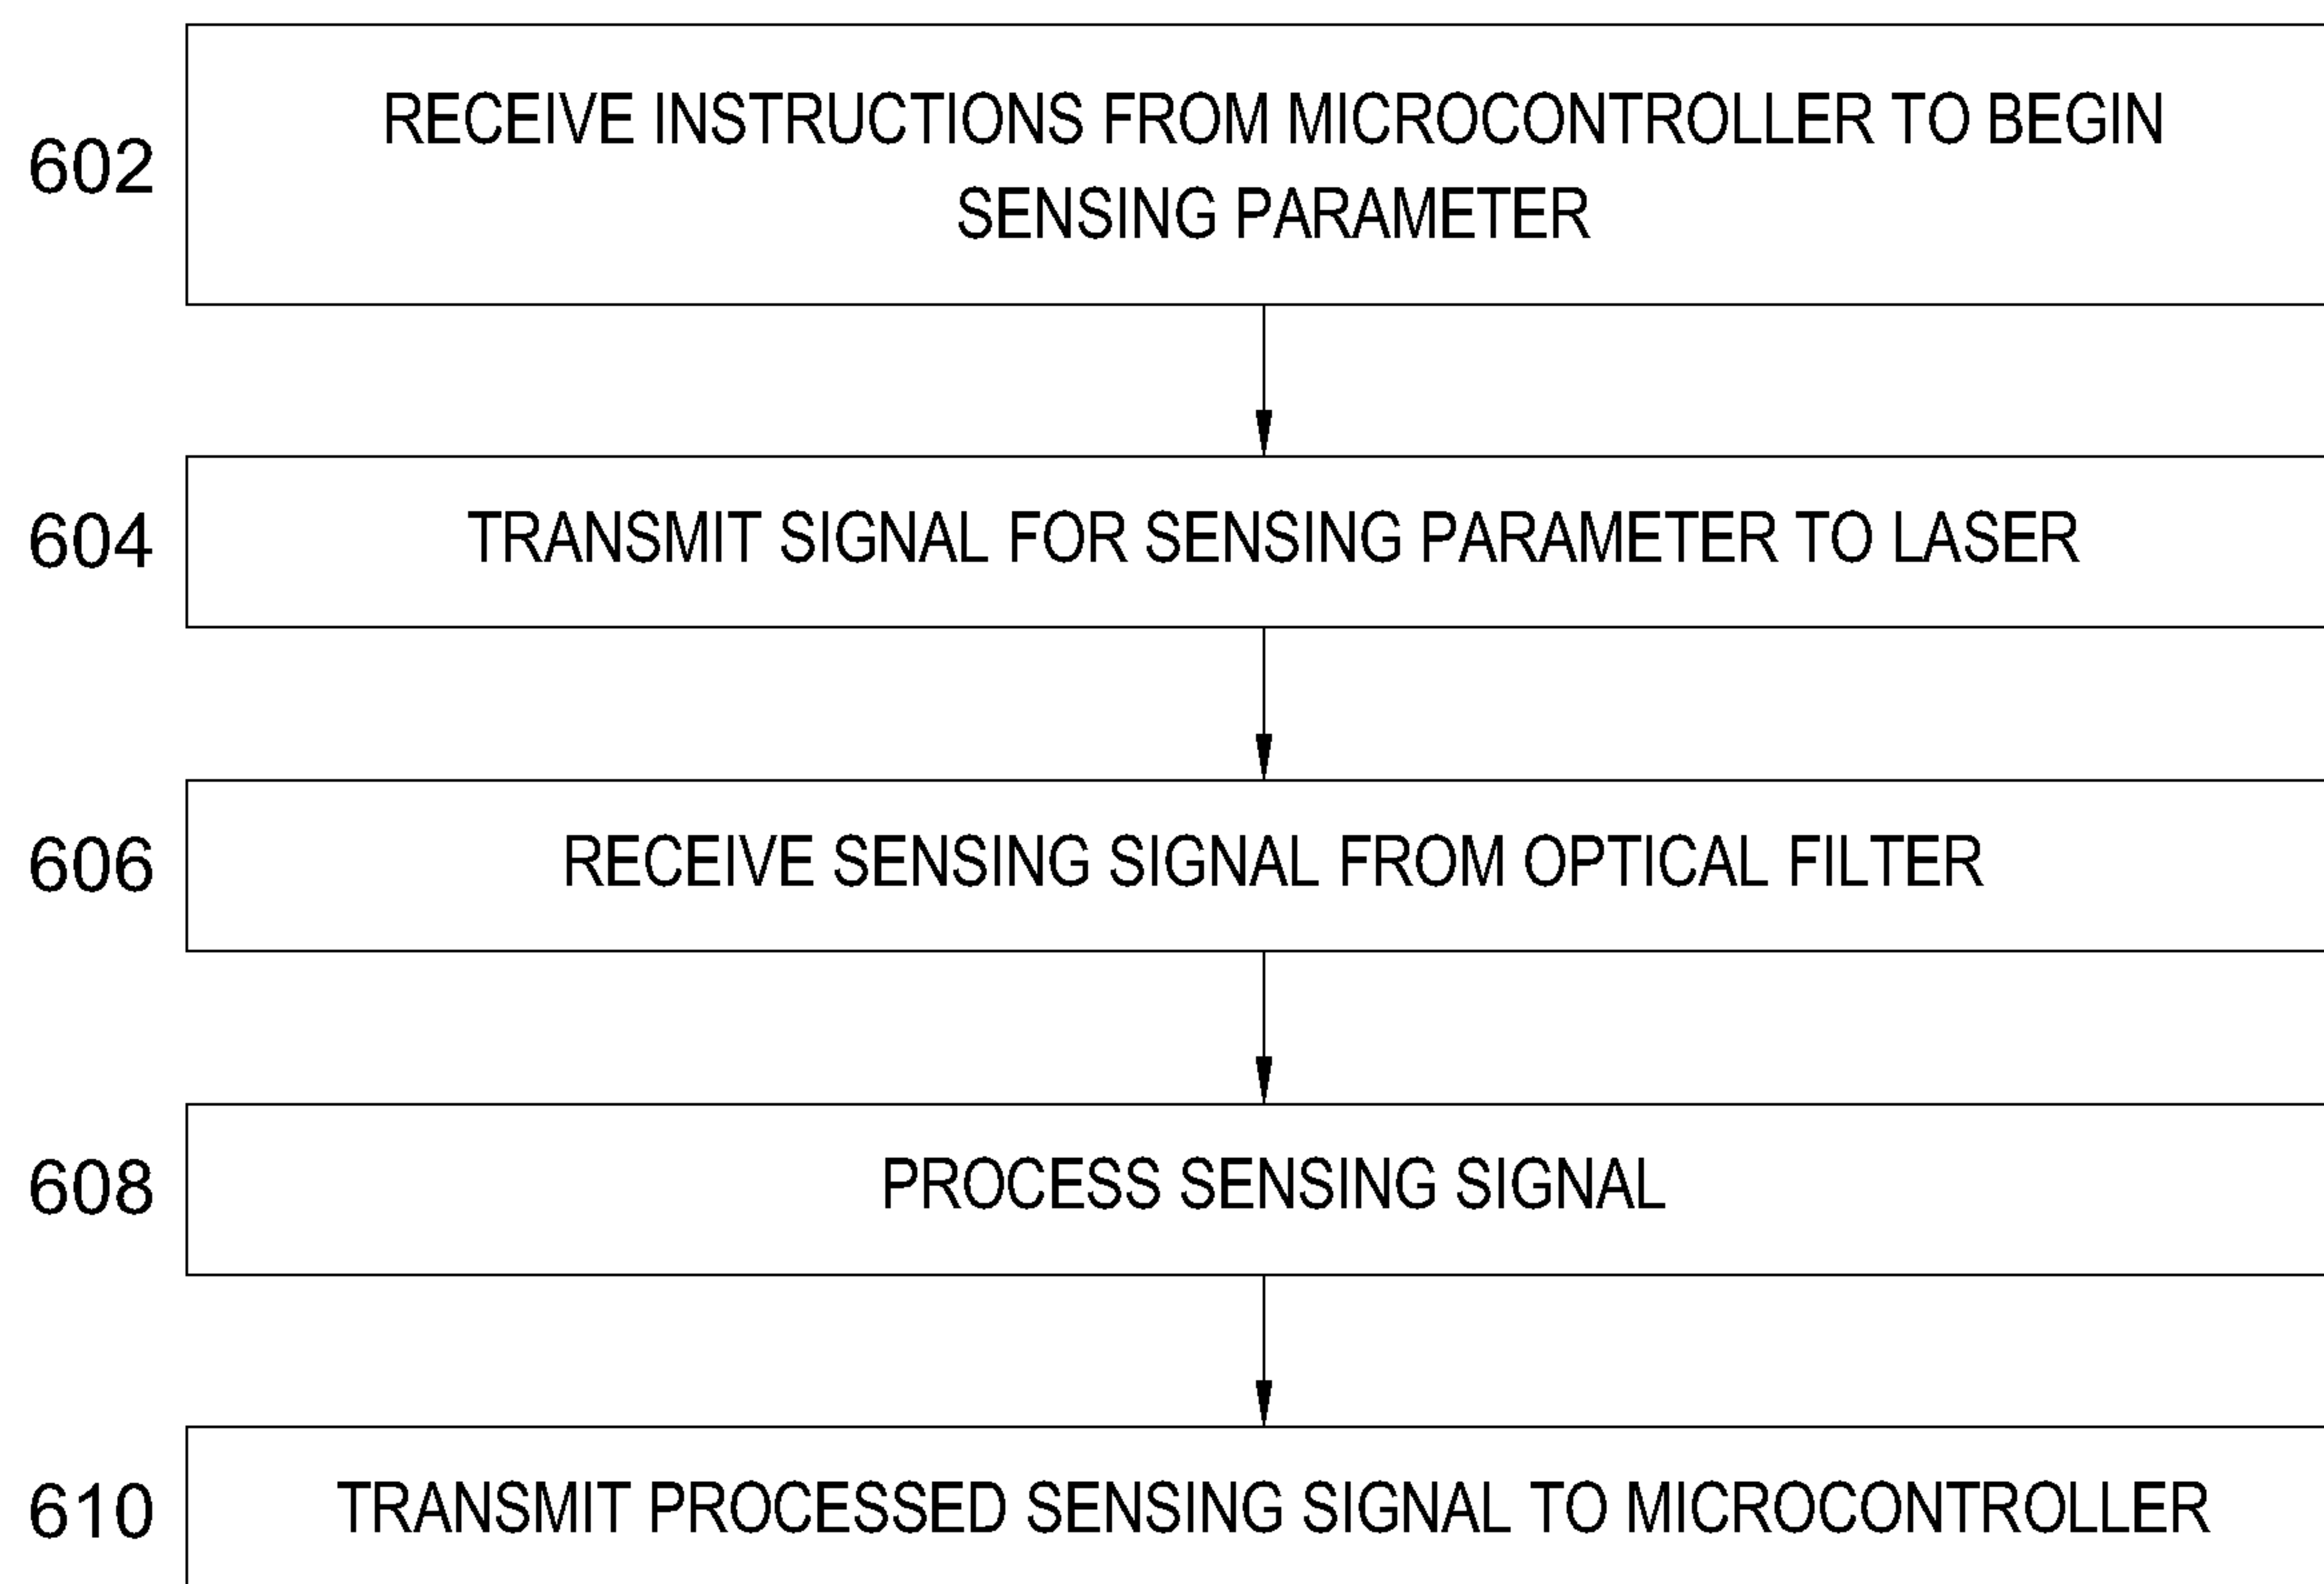 602
RECEIVE INSTRUCTIONS FROM MICROCONTROLLER TO BEGIN
SENSING PARAMETER
604
TRANSMIT SIGNAL FOR SENSING PARAMETER TO LASER
606
RECEIVE SENSING SIGNAL FROM OPTICAL FILTER
608
PROCESS SENSING SIGNAL
610
TRANSMIT PROCESSED SENSING SIGNAL TO MICROCONTROLLER